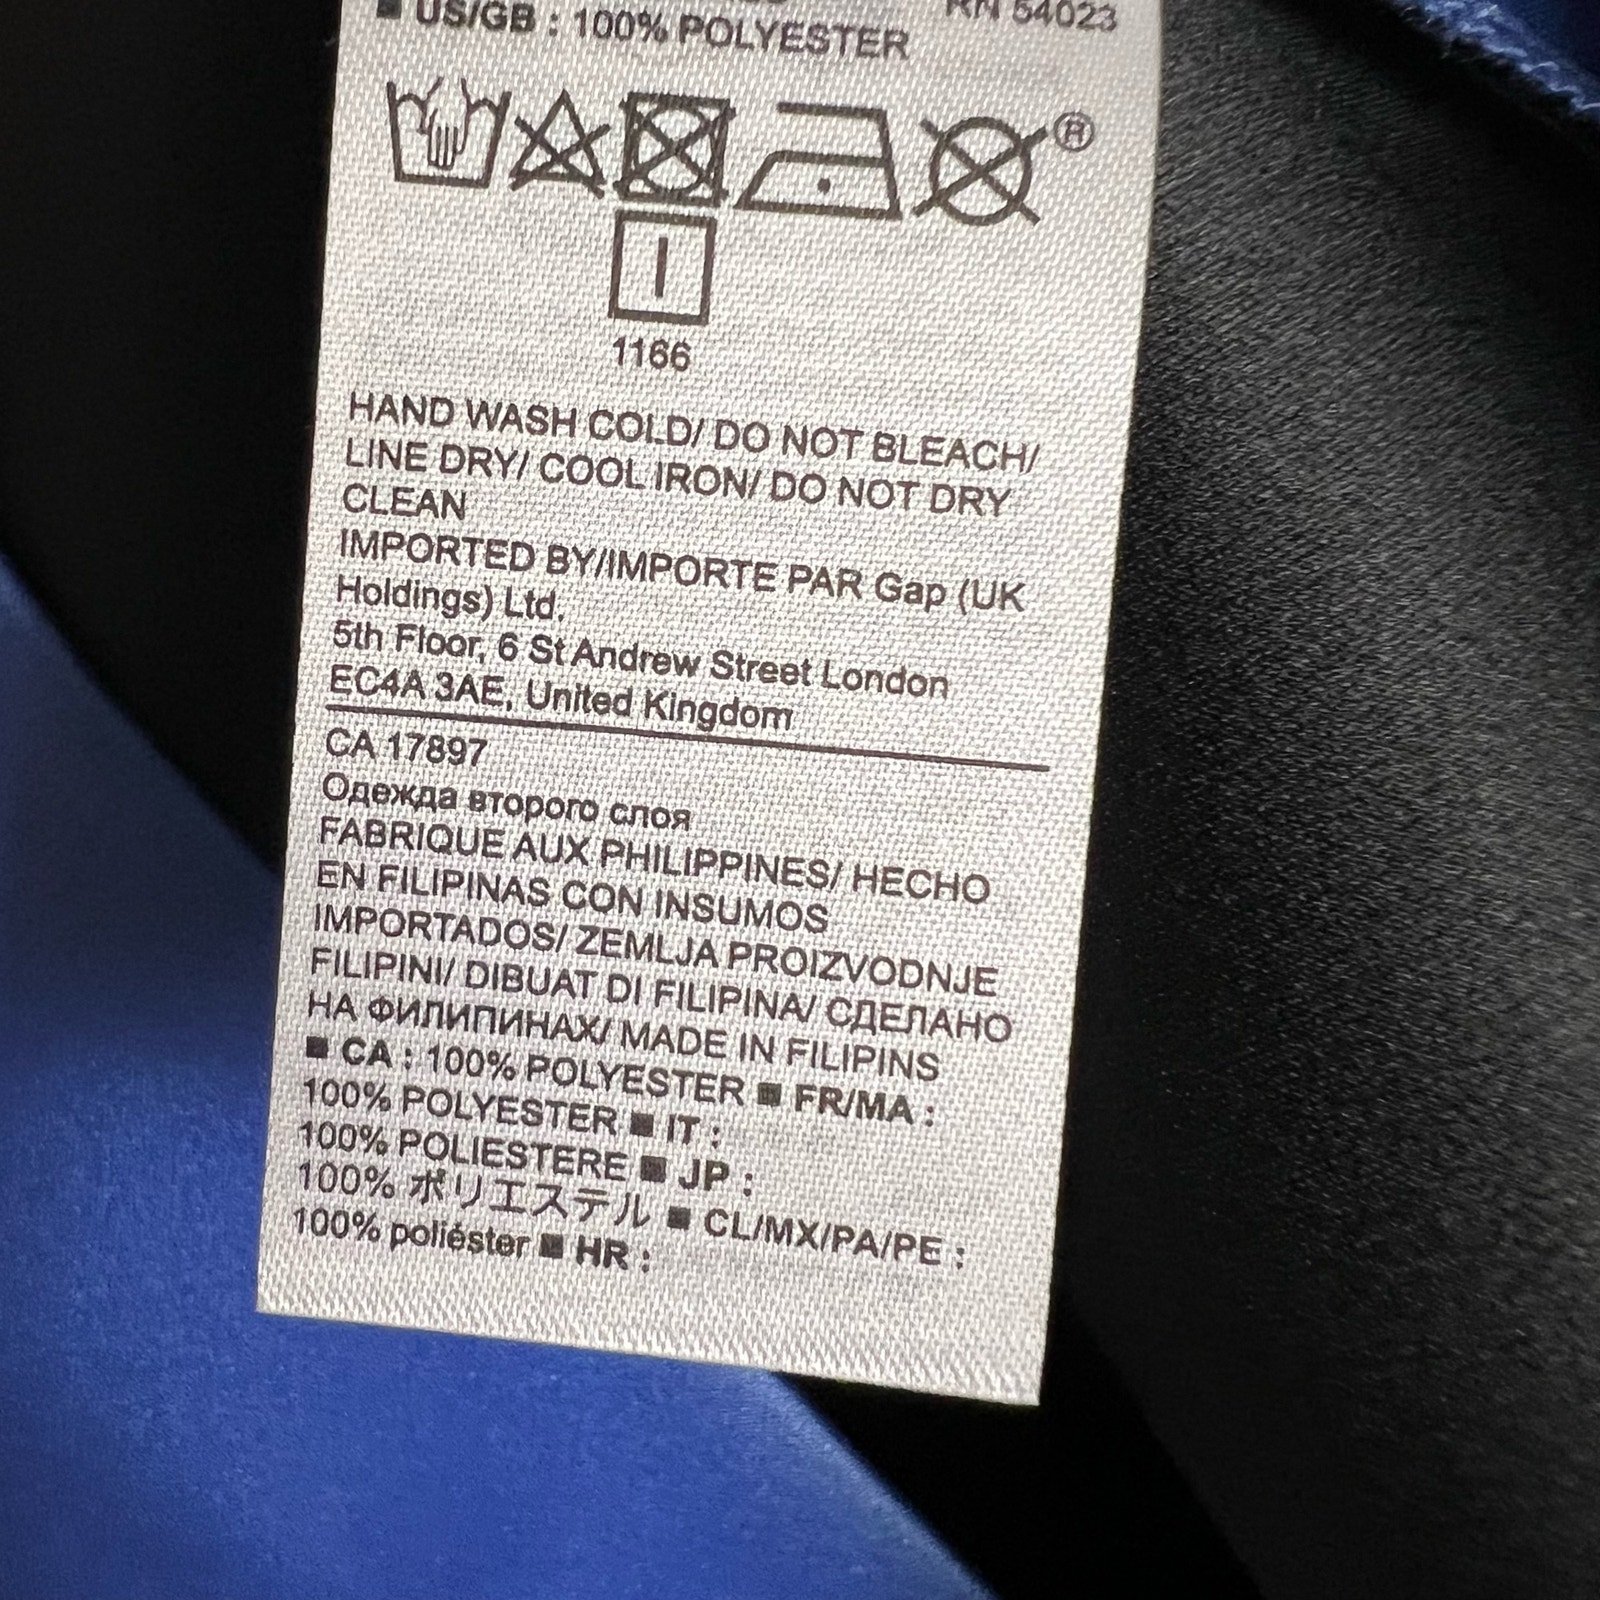 RN 54023
■ US/GB : 100% POLYESTER
®
1166
HAND WASH COLD/ DO NOT BLEACH/
LINE DRY/ COOL IRON/ DO NOT DRY
CLEAN
IMPORTED BY/IMPORTE PAR Gap (UK
Holdings) Ltd.
5th Floor, 6 St Andrew Street London
EC4A 3AE, United Kingdom
CA 17897
Одежда второго слоя
FABRIQUE AUX PHILIPPINES/ HECHO
EN FILIPINAS CON INSUMOS
IMPORTADOS/ ZEMLJA PROIZVODNJE
FILIPINI/ DIBUAT DI FILIPINA/ СДЕЛАНО
НА ФИЛИПИНАХ/ MADE IN FILIPINS
■ CA : 100% POLYESTER ■ FR/MA :
100% POLYESTER ■ IT :
100% POLIESTERE ■ JP :
100% ポリエステル ■ CL/MX/PA/PE :
100% poliéster ■ HR :